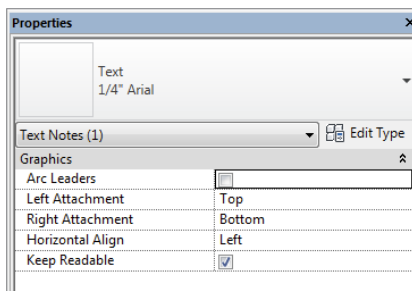 Properties
Text
1/4" Arial
Text Notes (1)
Edit Type
Graphics
Arc Leaders
Left Attachment Top
Right Attachment Bottom
Horizontal Align Left
Keep Readable